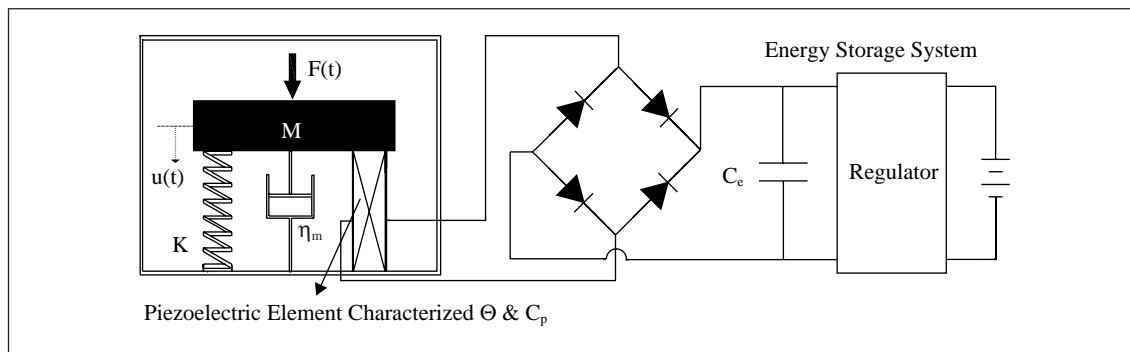 Energy Storage System
F(t)
M
u(t)
C_e
Regulator
η_m
K
Piezoelectric Element Characterized Θ & C_p